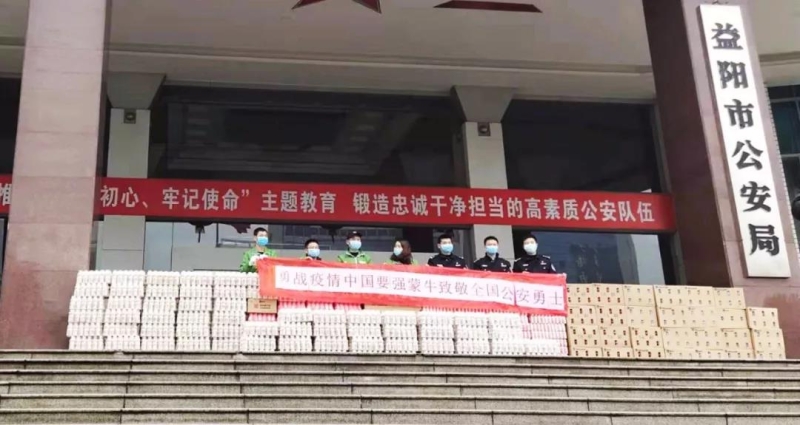 益阳市公安局
初心、牢记使命”主题教育 锻造忠诚干净担当的高素质公安队伍
勇战疫情中国要强蒙牛致敬全国公安勇士